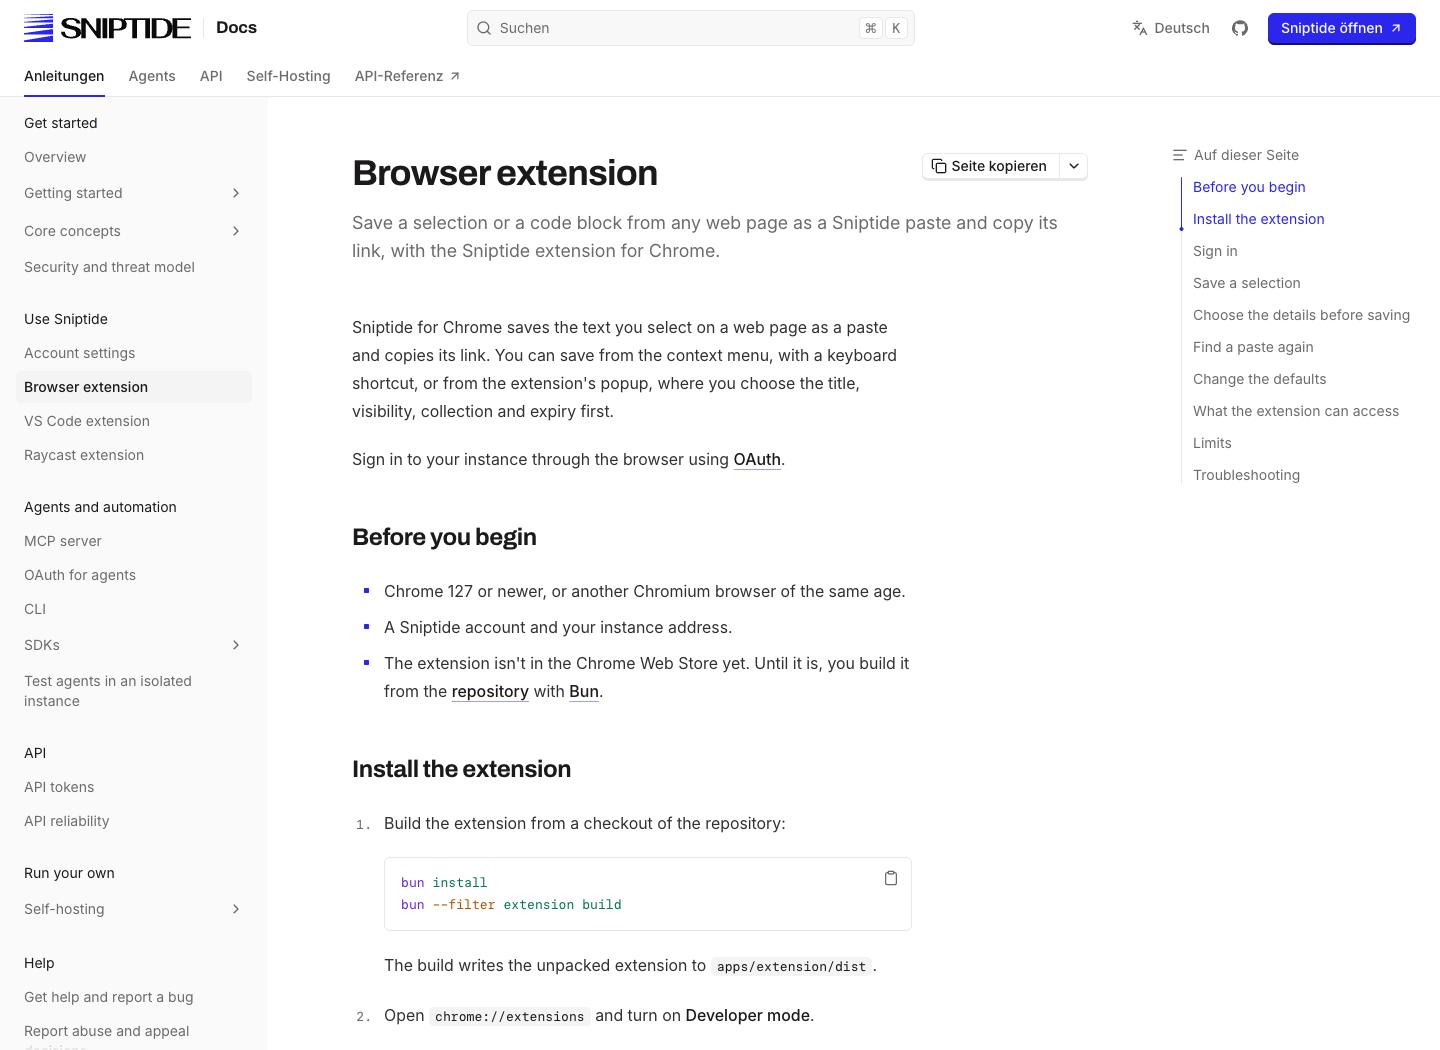 SNIPTIDE
Docs
Suchen
⌘ K
Deutsch
Sniptide öffnen
Anleitungen
Agents
API
Self-Hosting
API-Referenz
Get started
Overview
Getting started
Core concepts
Security and threat model
Use Sniptide
Account settings
Browser extension
VS Code extension
Raycast extension
Agents and automation
MCP server
OAuth for agents
CLI
SDKs
Test agents in an isolated
instance
API
API tokens
API reliability
Run your own
Self-hosting
Help
Get help and report a bug
Report abuse and appeal
Browser extension
Seite kopieren
Save a selection or a code block from any web page as a Sniptide paste and copy its
link, with the Sniptide extension for Chrome.
Sniptide for Chrome saves the text you select on a web page as a paste
and copies its link. You can save from the context menu, with a keyboard
shortcut, or from the extension's popup, where you choose the title,
visibility, collection and expiry first.
Sign in to your instance through the browser using OAuth.
Before you begin
Chrome 127 or newer, or another Chromium browser of the same age.
A Sniptide account and your instance address.
The extension isn't in the Chrome Web Store yet. Until it is, you build it
from the repository with Bun.
Install the extension
1. Build the extension from a checkout of the repository:
bun install
bun --filter extension build
The build writes the unpacked extension to apps/extension/dist.
2. Open chrome://extensions and turn on Developer mode.
Auf dieser Seite
Before you begin
Install the extension
Sign in
Save a selection
Choose the details before saving
Find a paste again
Change the defaults
What the extension can access
Limits
Troubleshooting